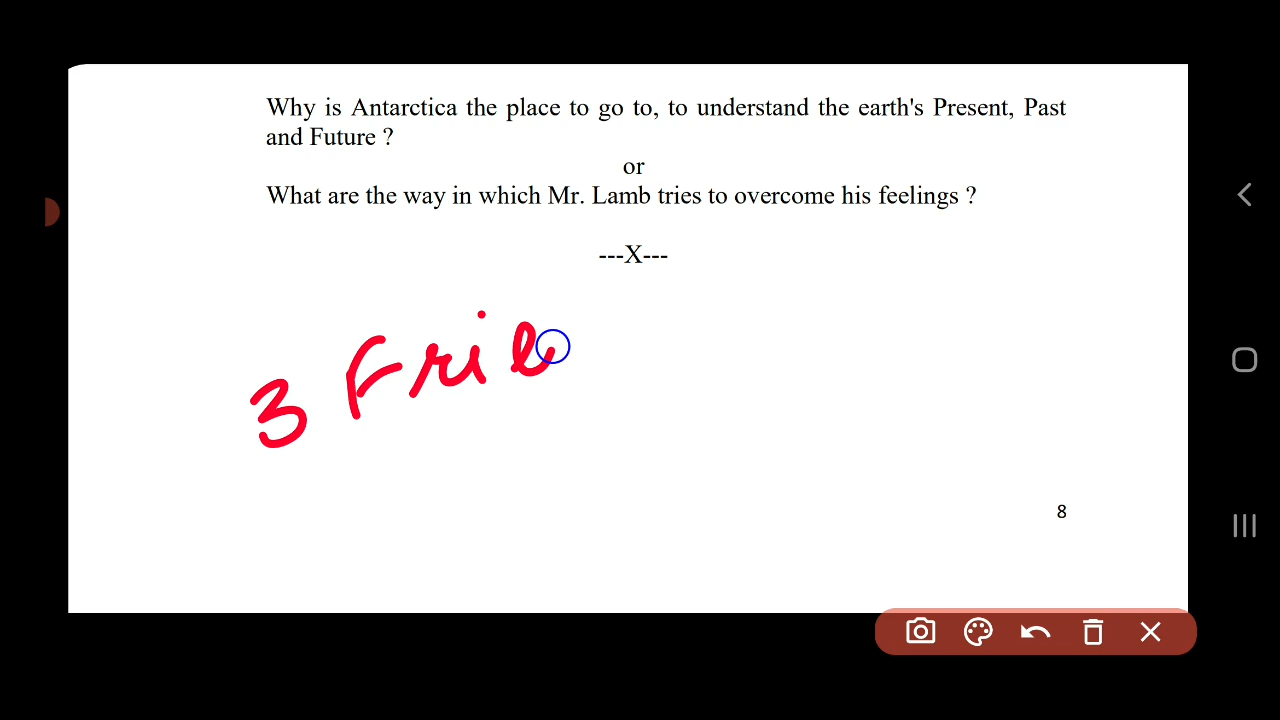 Why is Antarctica the place to go to, to understand the earth's Present, Past
and Future ?
or
What are the way in which Mr. Lamb tries to overcome his feelings ?
---X---
3 Frie
8